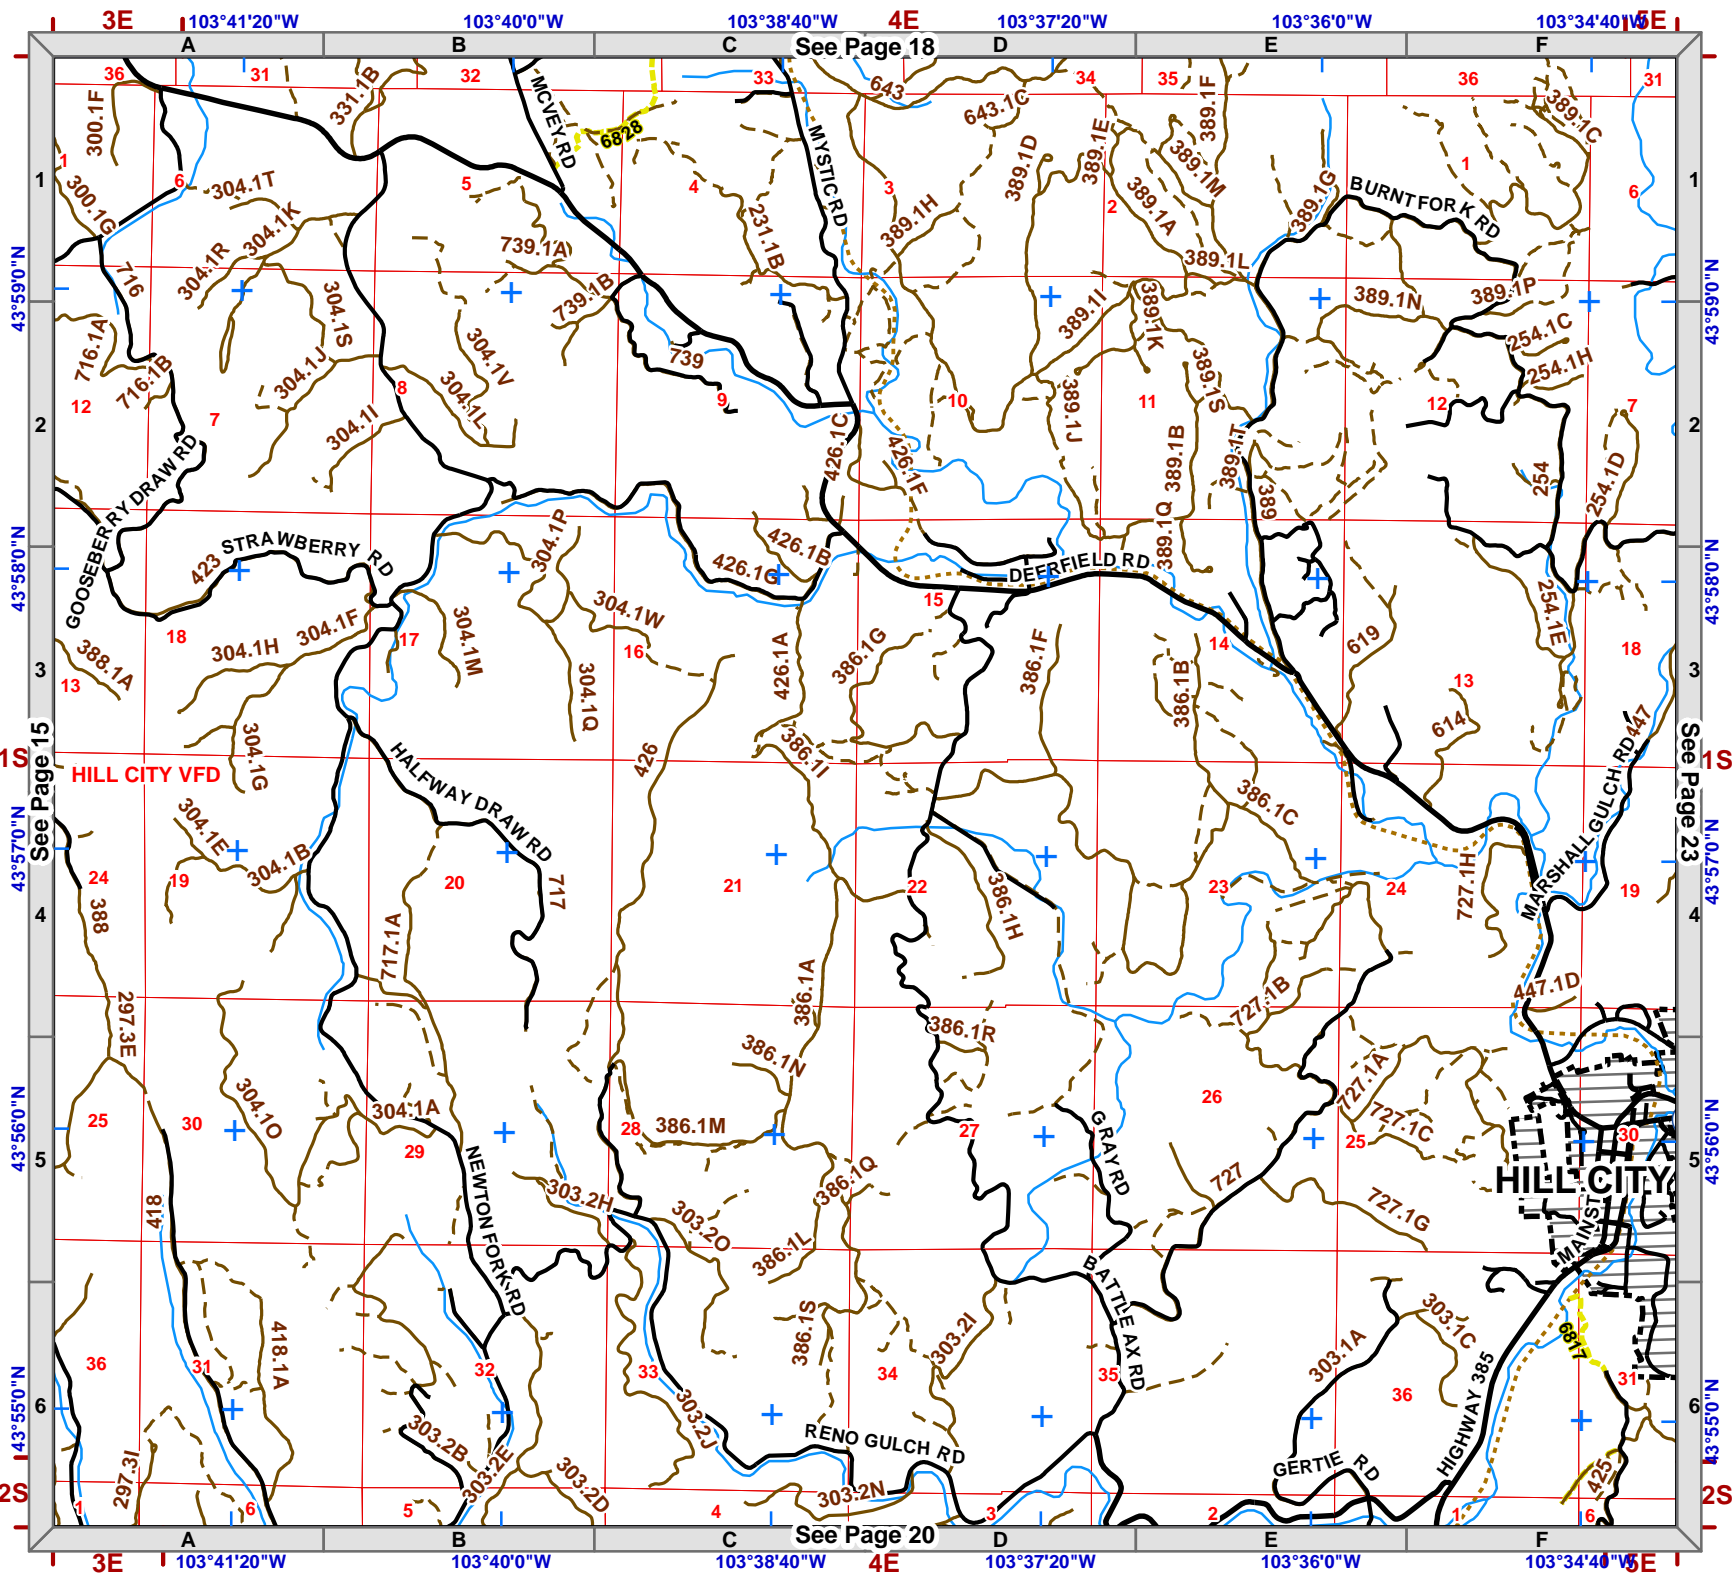 3E 103°41'20"W 103°40'0"W 103°38'40" 4E 103°37'20"W 103°36'0"W 103°34'40"W 5E
A B C See Page 18 D E F
36 31 32 33 34 35 36 31
300.1F 331.1B MCVEY RD 6828 MYSTIC RD 643 643.1C 389.1F 389.1C
1 1 6 5 4 3 2 1 6 1
300.1G 304.1T 304.1K 304.1R 739.1A 231.1B 389.1H 389.1D 389.1E 389.1M 389.1A 389.1G BURNT FORK RD
43°59'0"N 716 304.1S 739.1B 389.1L 389.1I 389.1K 389.1N 389.1P 254.1C 254.1H 43°59'0"N
716.1A 716.1B 304.1J 304.1V 304.1L 304.1I 739 389.1J 389.1S
2 12 7 8 9 10 11 12 7 2
GOOSEBERRY DRAW RD 426.1C 426.1F 389.1B 389.1T 389 254 254.1D
43°58'0"N 423 STRAWBERRY RD 304.1P 426.1B 426.1G DEERFIELD RD 389.1Q 254.1E 43°58'0"N
18 17 16 15 14 13 18
304.1H 304.1F 304.1M 304.1W 304.1Q 426.1A 386.1G 386.1F 386.1B 619 614
3 388.1A 13 3
See Page 15 1S HILL CITY VFD 304.1G HALFWAY DRAW RD 426 386.1I 386.1C MARSHALL GULCH RD 447 1S See Page 23
43°57'0"N 304.1E 304.1B 717 386.1H 727.1H 43°57'0"N
24 19 20 21 22 23 24 19
4 388 717.1A 386.1A 727.1B 447.1D 4
297.3E 386.1R 386.1N 727.1A 727.1C
43°56'0"N 304.1O 304.1A 386.1M GRAY RD 43°56'0"N
25 30 29 28 27 26 25 30
5 418 NEWTON FORK RD 303.2H 303.2O 386.1Q 386.1L 727 727.1G HILL CITY 5
MAIN ST
BATTLE AX RD
418.1A 386.1S 303.2I 303.1A 303.1C 6817
36 31 32 33 34 35 36 31
43°55'0"N 6 303.2J RENO GULCH RD HIGHWAY 385 6 43°55'0"N
297.3I 303.2B 303.2E 303.2D 303.2N GERTIE RD 425
2S 1 6 5 4 3 2 1 6 2S
A B C See Page 20 D E F
3E 103°41'20"W 103°40'0"W 103°38'40" 4E 103°37'20"W 103°36'0"W 103°34'40"W 5E